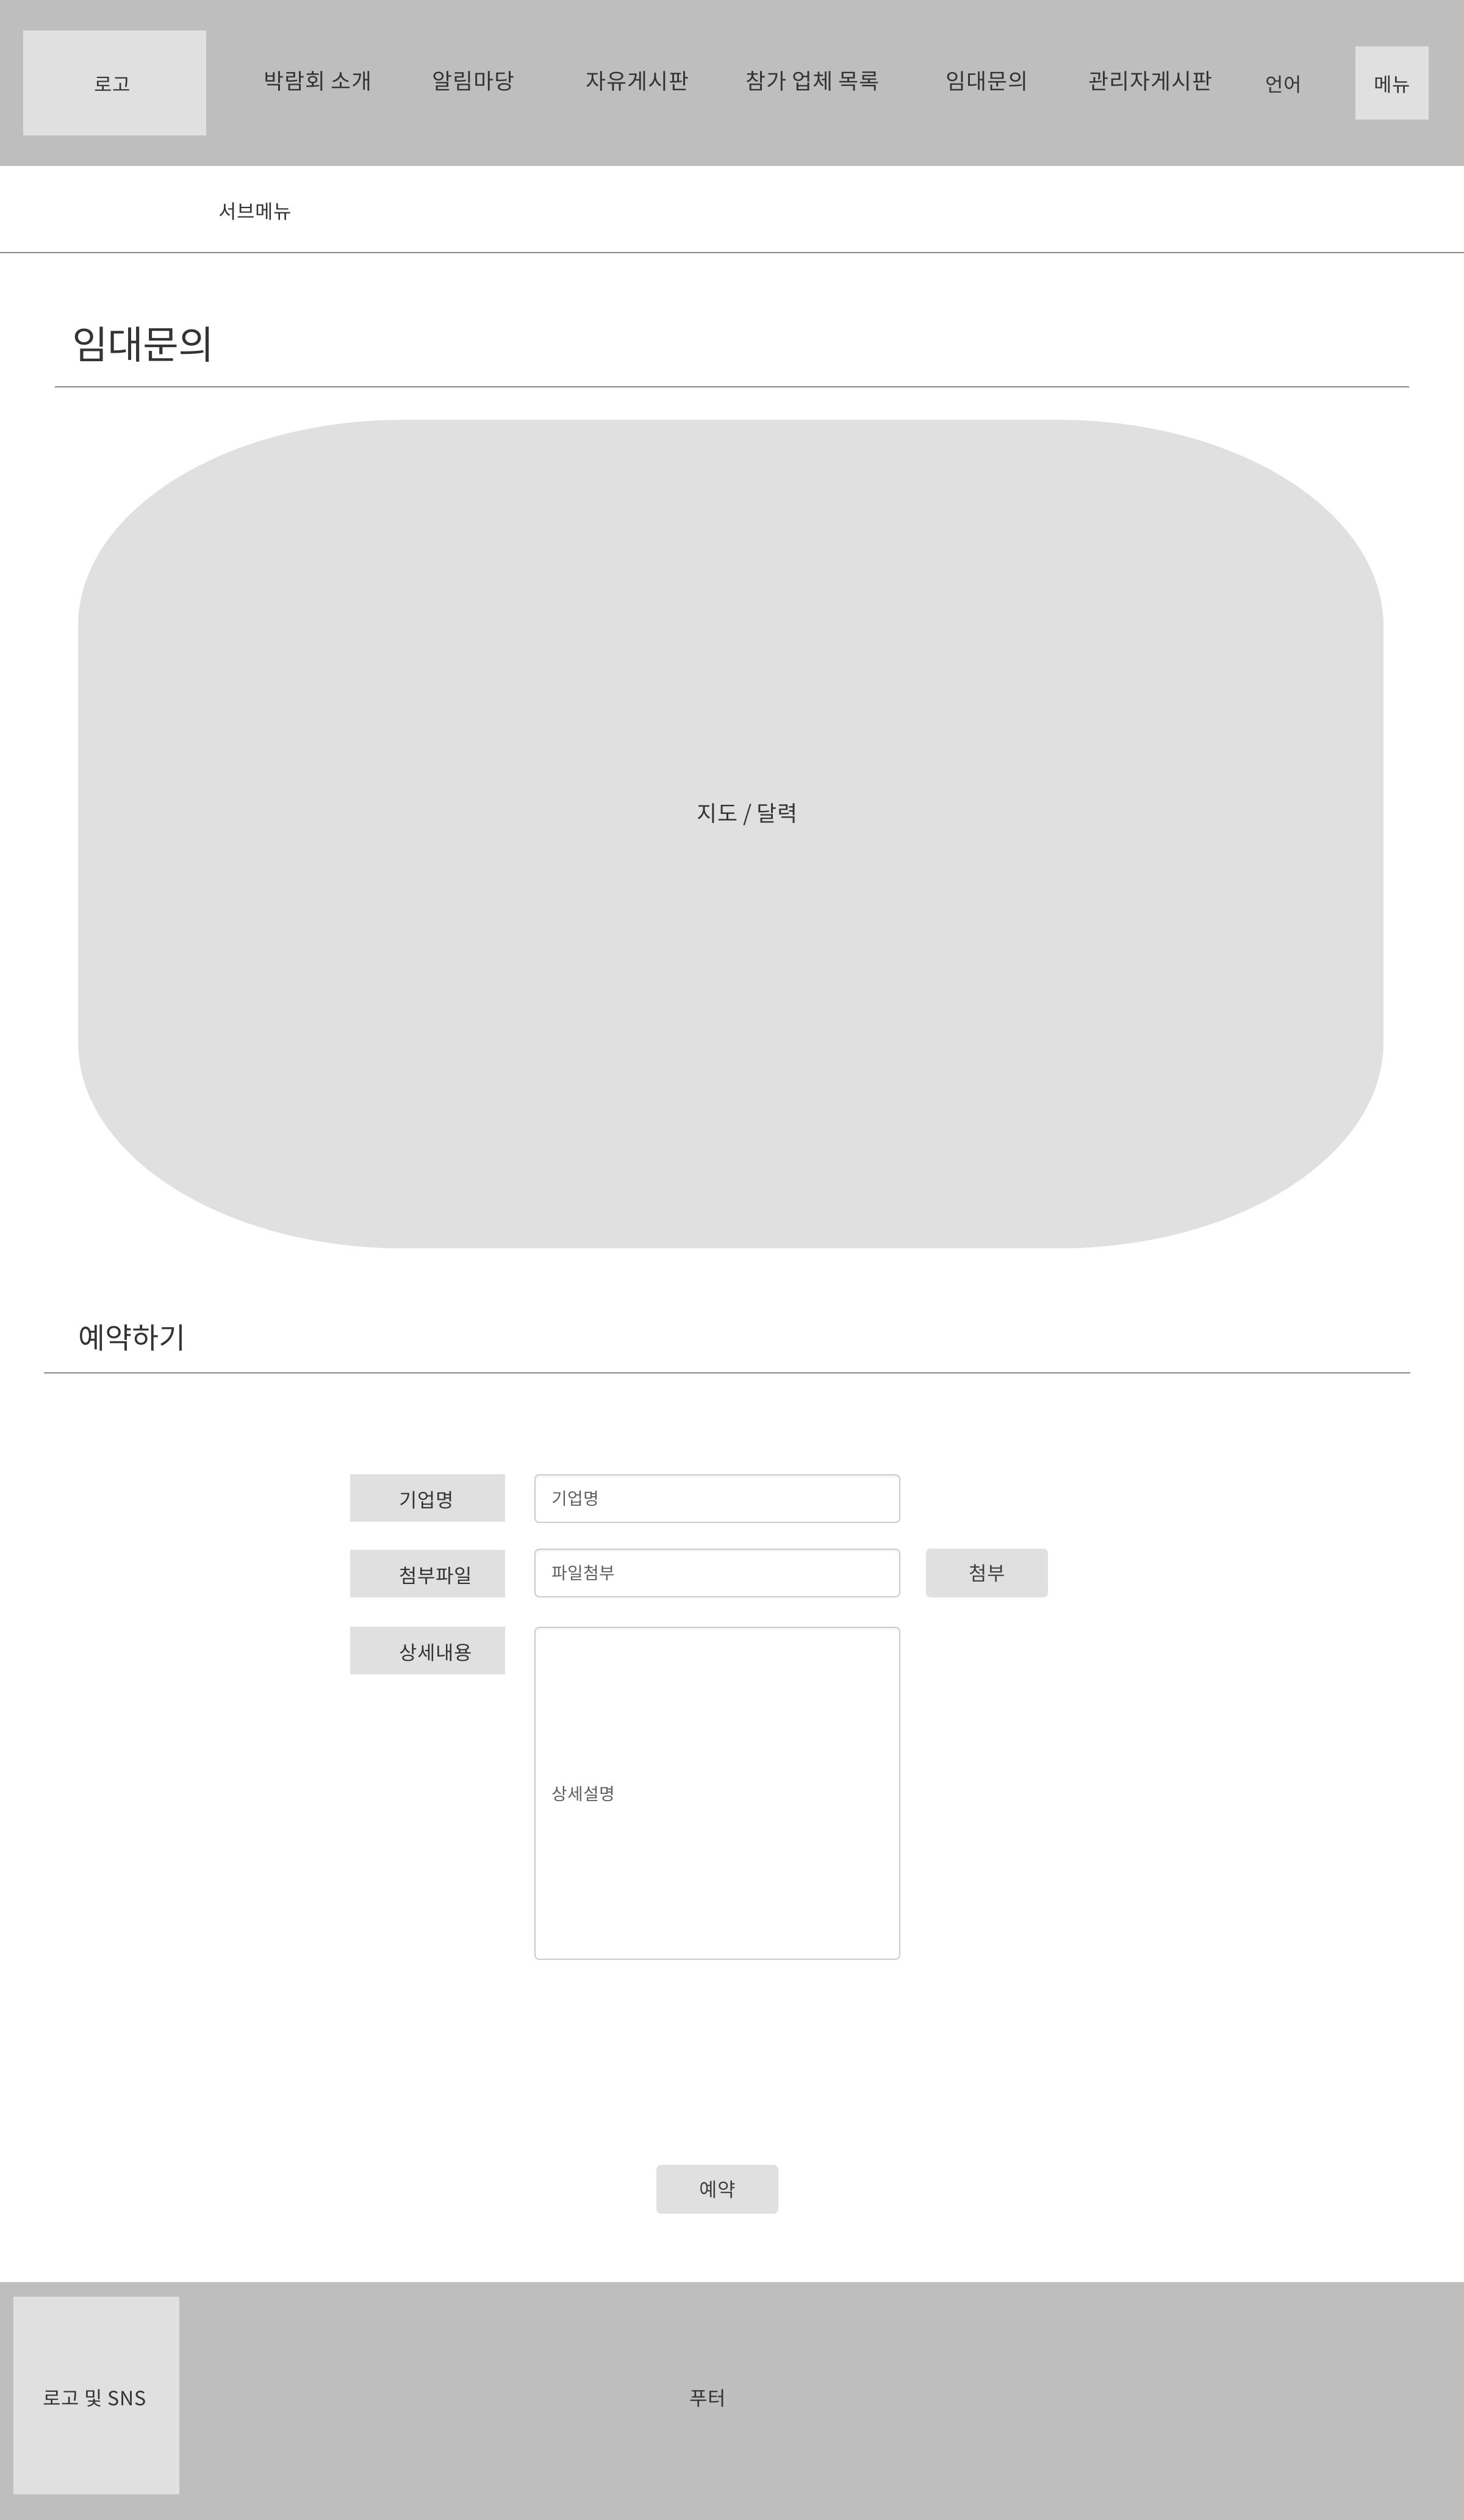 로고
박람회 소개
알림마당
자유게시판
참가 업체 목록
임대문의
관리자게시판
언어
메뉴
서브메뉴
임대문의
지도 / 달력
예약하기
기업명
기업명
첨부파일
파일첨부
첨부
상세내용
상세설명
예약
로고 및 SNS
푸터